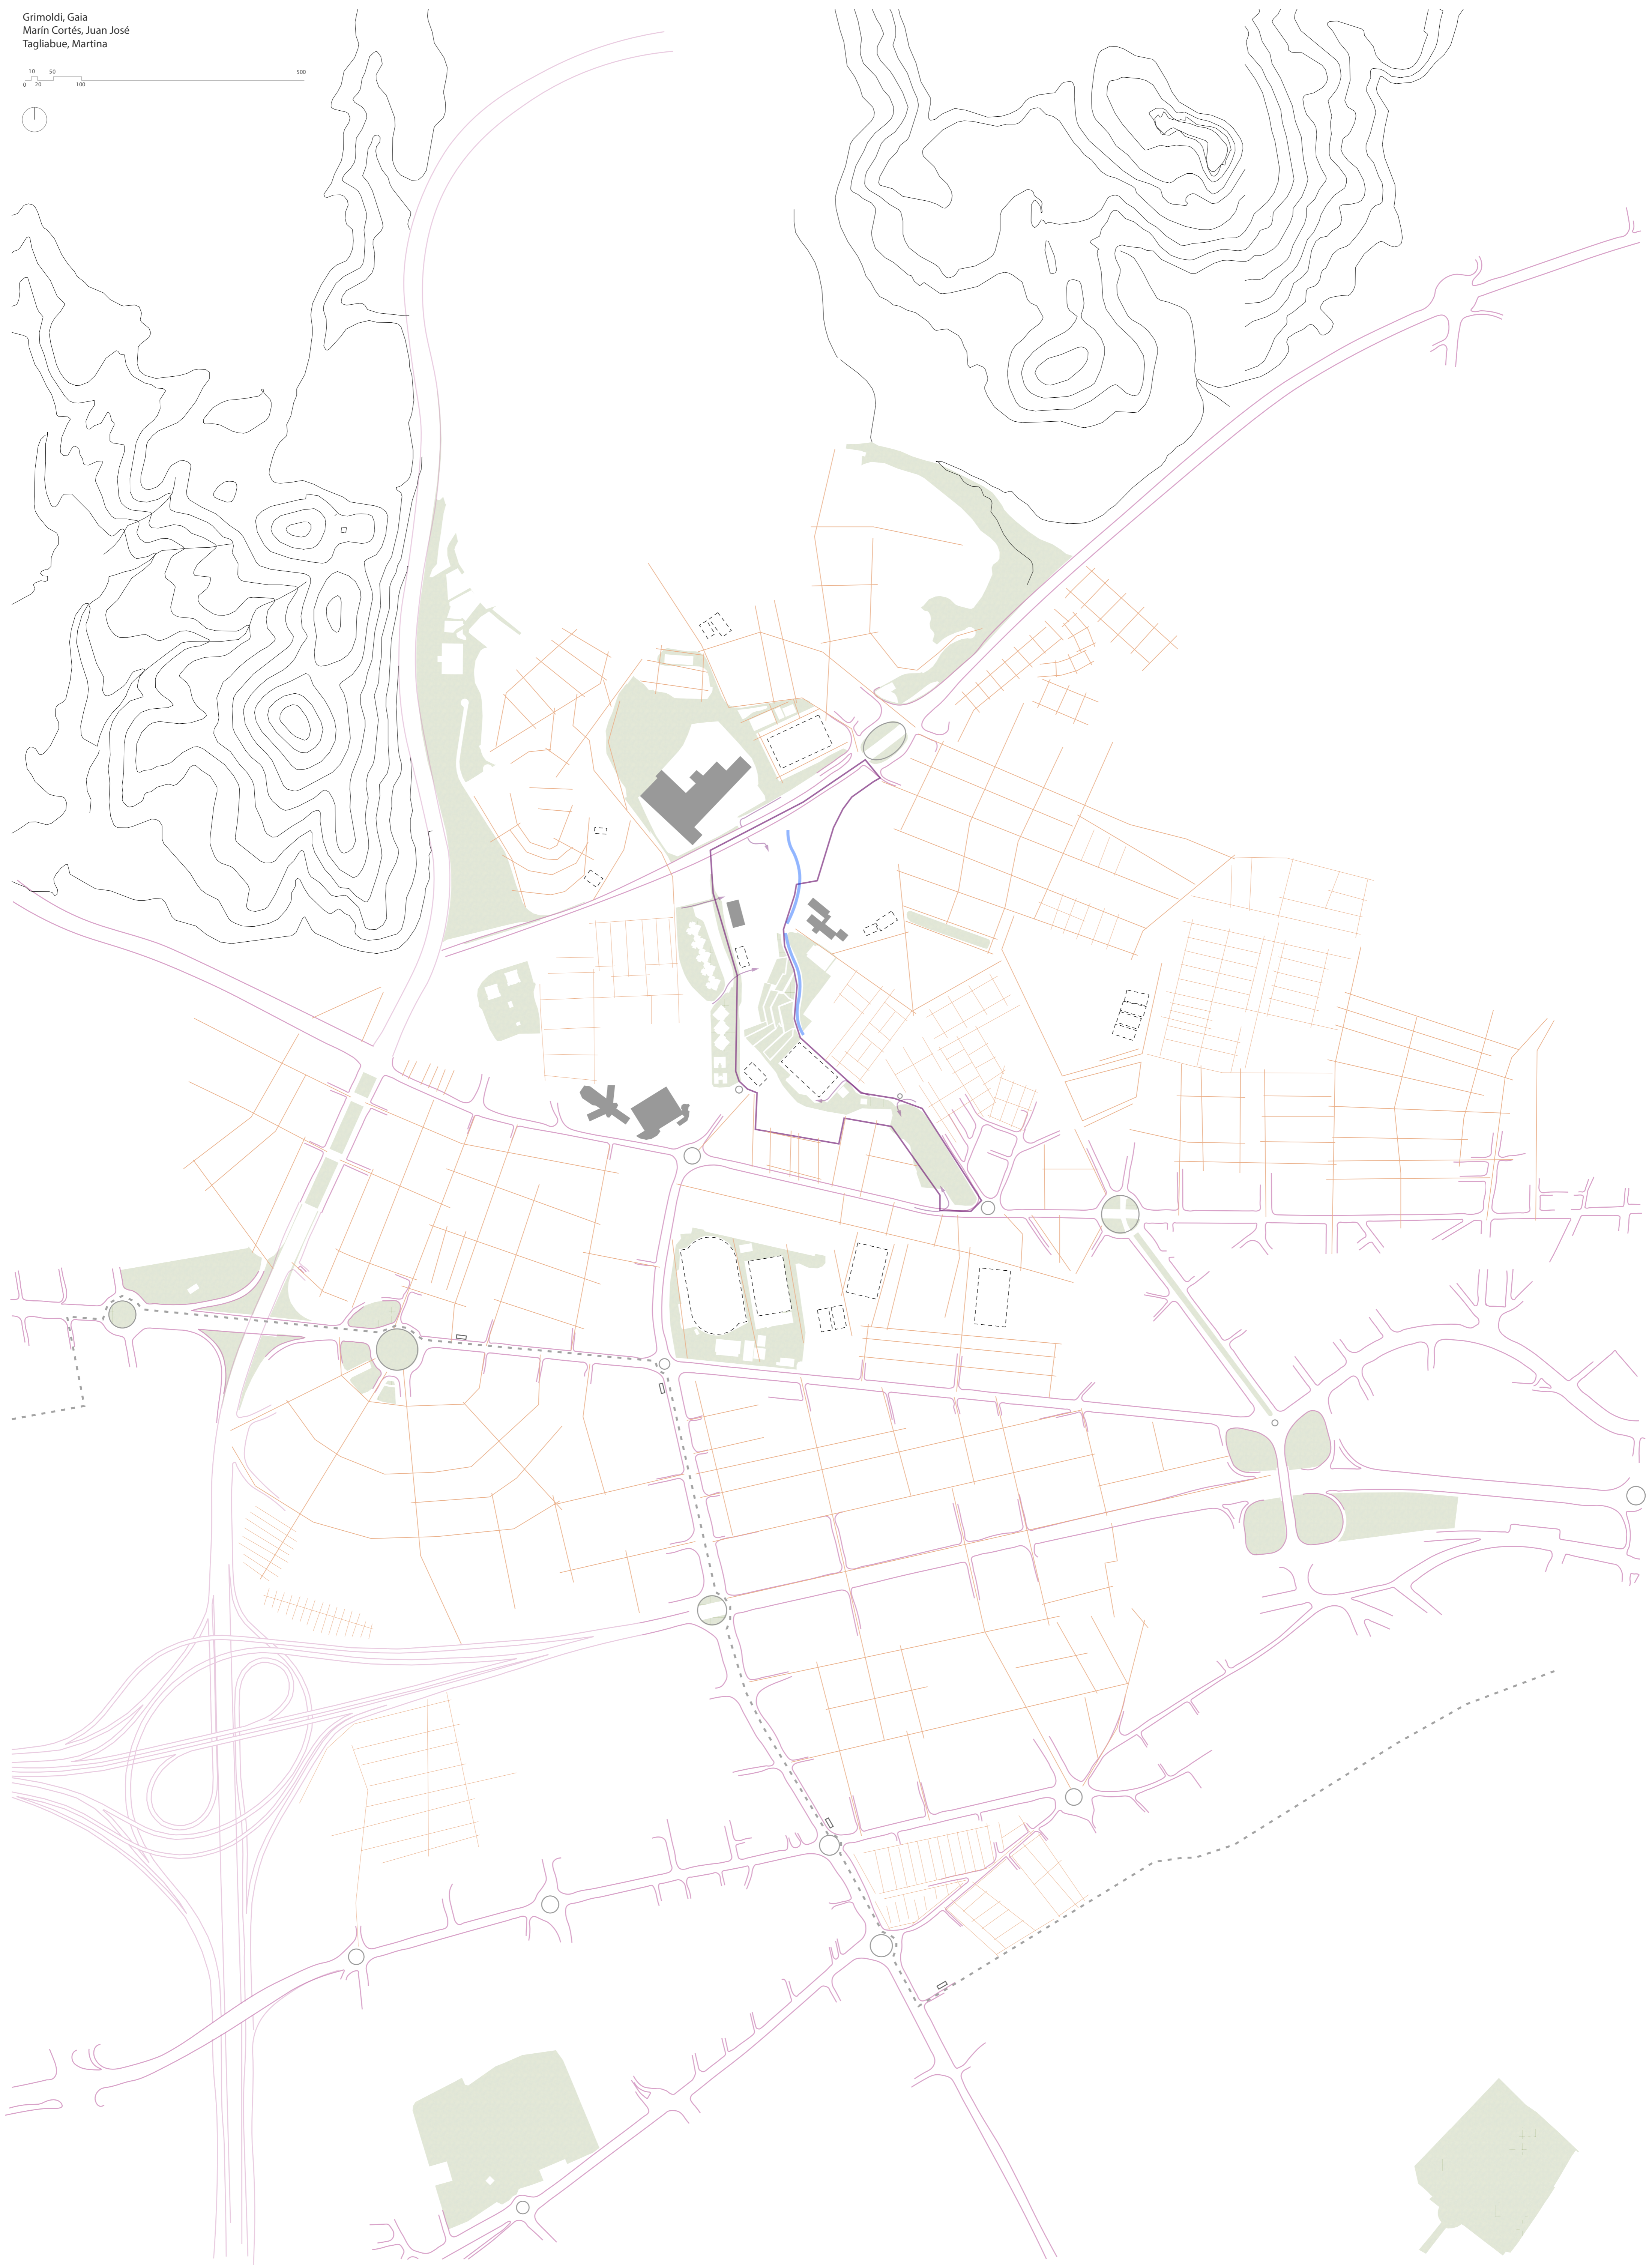 Grimoldi, Gaia
Marín Cortés, Juan José
Tagliabue, Martina
10 50 500
0 20 100